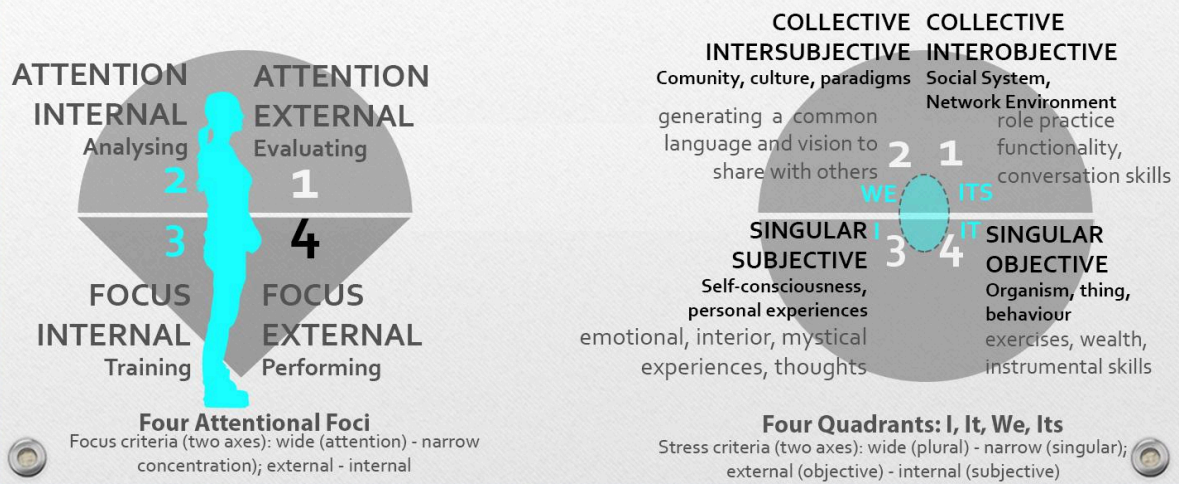 ATTENTION
INTERNAL
Analysing
2
ATTENTION
EXTERNAL
Evaluating
1
3
4
FOCUS
INTERNAL
Training
FOCUS
EXTERNAL
Performing
Four Attentional Foci
Focus criteria (two axes): wide (attention) - narrow
concentration); external - internal
COLLECTIVE
INTERSUBJECTIVE
Comunity, culture, paradigms
generating a common
language and vision to
share with others
2
WE
COLLECTIVE
INTEROBJECTIVE
Social System,
Network Environment
role practice
functionality,
conversation skills
1
ITS
SINGULAR
SUBJECTIVE
Self-consciousness,
personal experiences
emotional, interior, mystical
experiences, thoughts
I
3
IT
4
SINGULAR
OBJECTIVE
Organism, thing,
behaviour
exercises, wealth,
instrumental skills
Four Quadrants: I, It, We, Its
Stress criteria (two axes): wide (plural) - narrow (singular);
external (objective) - internal (subjective)